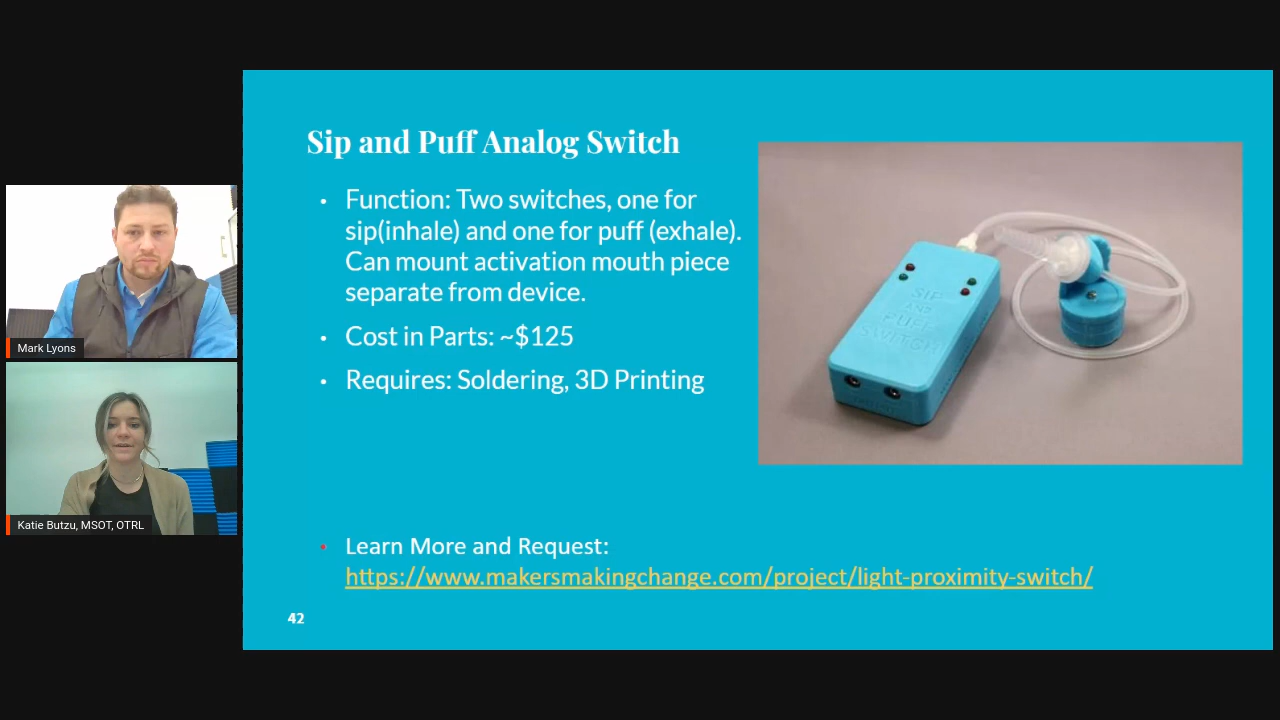 Sip and Puff Analog Switch
• Function: Two switches, one for
sip(inhale) and one for puff (exhale).
Can mount activation mouth piece
separate from device.
• Cost in Parts: ~$125
• Requires: Soldering, 3D Printing
SIP
AND
PUFF
SWITCH
Mark Lyons
Katie Butzu, MSOT, OTRL
• Learn More and Request:
https://www.makersmakingchange.com/project/light-proximity-switch/
42